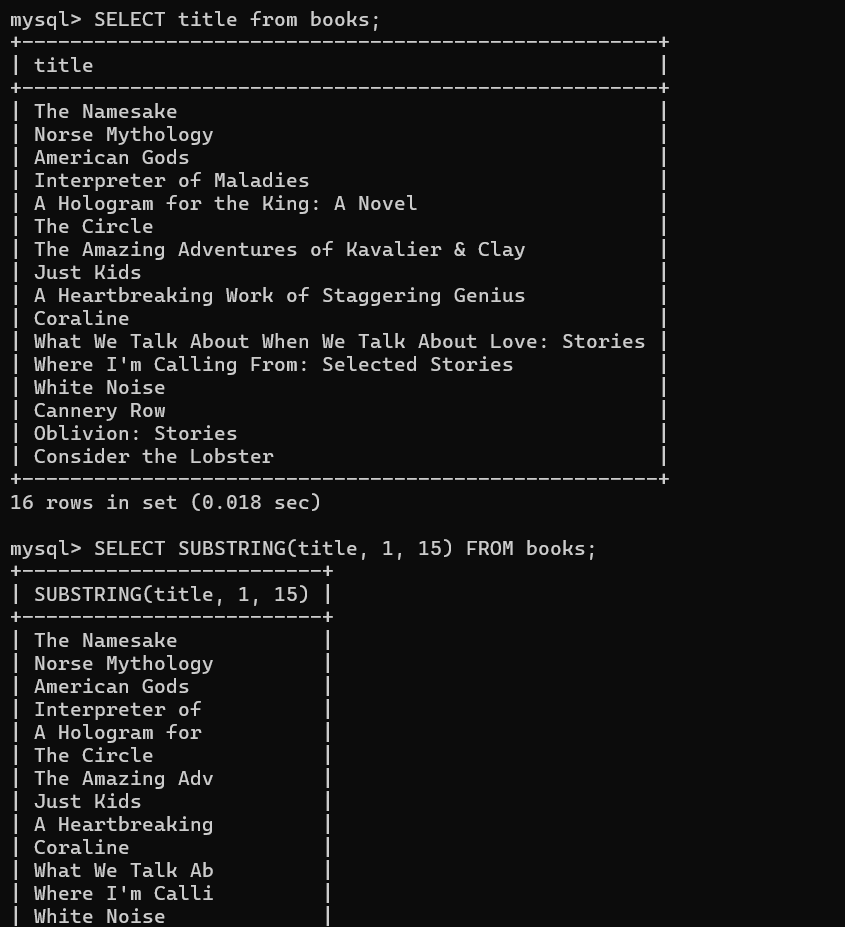 mysql> SELECT title from books;
+-----------------------------------------------------+
| title                                               |
+-----------------------------------------------------+
| The Namesake                                        |
| Norse Mythology                                     |
| American Gods                                       |
| Interpreter of Maladies                             |
| A Hologram for the King: A Novel                    |
| The Circle                                          |
| The Amazing Adventures of Kavalier & Clay           |
| Just Kids                                           |
| A Heartbreaking Work of Staggering Genius           |
| Coraline                                            |
| What We Talk About When We Talk About Love: Stories |
| Where I'm Calling From: Selected Stories            |
| White Noise                                         |
| Cannery Row                                         |
| Oblivion: Stories                                   |
| Consider the Lobster                                |
+-----------------------------------------------------+
16 rows in set (0.018 sec)

mysql> SELECT SUBSTRING(title, 1, 15) FROM books;
+-------------------------+
| SUBSTRING(title, 1, 15) |
+-------------------------+
| The Namesake            |
| Norse Mythology         |
| American Gods           |
| Interpreter of          |
| A Hologram for          |
| The Circle              |
| The Amazing Adv         |
| Just Kids               |
| A Heartbreaking         |
| Coraline                |
| What We Talk Ab         |
| Where I'm Calli         |
| White Noise             |